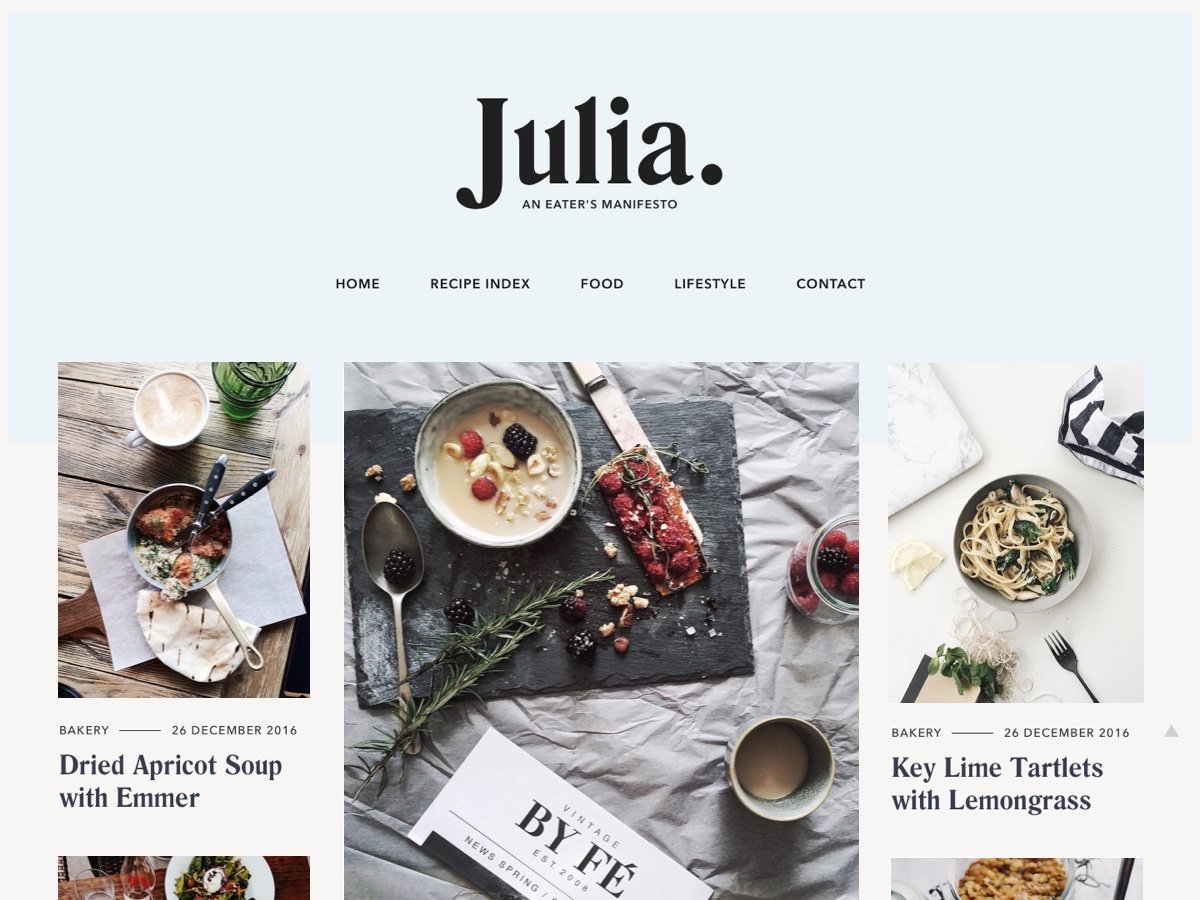 Julia.
AN EATER'S MANIFESTO
HOME RECIPE INDEX FOOD LIFESTYLE CONTACT
BAKERY 26 DECEMBER 2016
Dried Apricot Soup
with Emmer
VINTAGE
BY FÉ
EST. 2008
NEWS SPRING /
BAKERY 26 DECEMBER 2016
Key Lime Tartlets
with Lemongrass